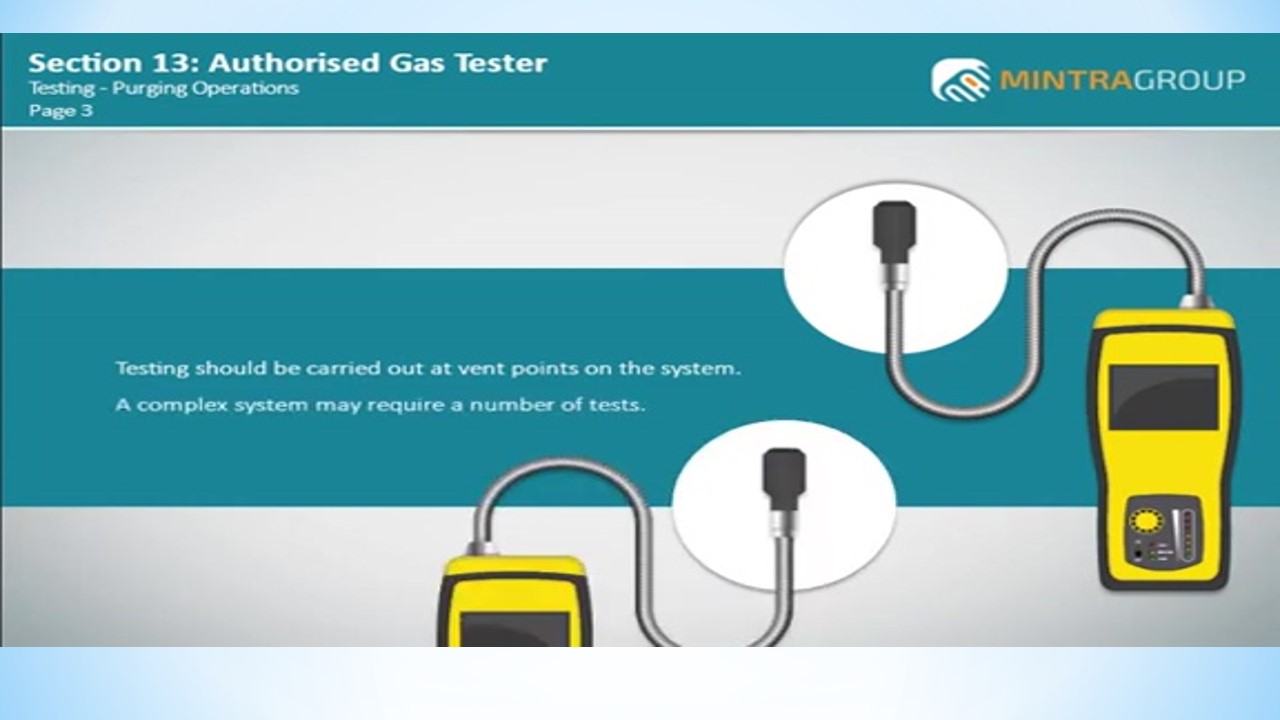 Section 13: Authorised Gas Tester
Testing - Purging Operations
Page 3
MINTRAGROUP
Testing should be carried out at vent points on the system.
A complex system may require a number of tests.